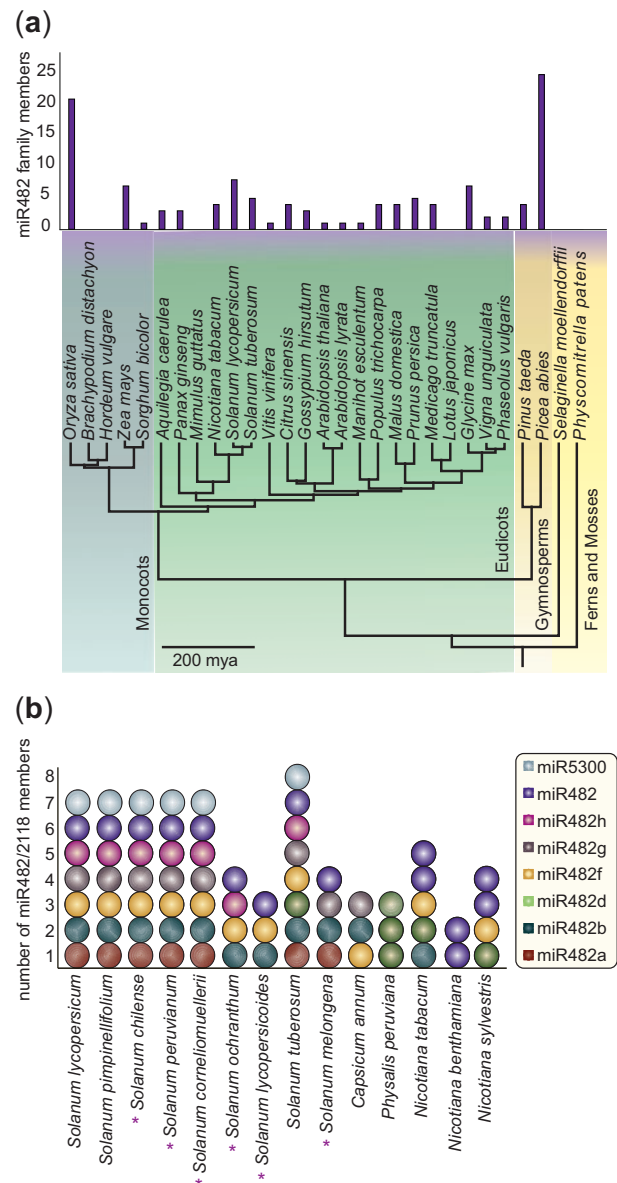 (a)
miR482 family members
25
20
15
10
5
0
Oryza sativa
Brachypodium distachyon
Hordeum vulgare
Zea mays
Sorghum bicolor
Aquilegia caerulea
Panax ginseng
Mimulus guttatus
Nicotiana tabacum
Solanum lycopersicum
Solanum tuberosum
Vitis vinifera
Citrus sinensis
Gossypium hirsutum
Arabidopsis thaliana
Arabidopsis lyrata
Manihot esculentum
Populus trichocarpa
Malus domestica
Prunus persica
Medicago truncatula
Lotus japonicus
Glycine max
Vigna unguiculata
Phaseolus vulgaris
Pinus taeda
Picea abies
Selaginella moellendorffii
Physcomitrella patens
Monocots
Eudicots
Gymnosperms
Ferns and Mosses
200 mya
(b)
number of miR482/2118 members
8
7
6
5
4
3
2
1
miR5300
miR482
miR482h
miR482g
miR482f
miR482d
miR482b
miR482a
Solanum lycopersicum
Solanum pimpinellifolium
* Solanum chilense
* Solanum peruvianum
* Solanum corneliomuellerii
* Solanum ochranthum
* Solanum lycopersicoides
Solanum tuberosum
* Solanum melongena
Capsicum annum
Physalis peruviana
Nicotiana tabacum
Nicotiana benthamiana
Nicotiana sylvestris